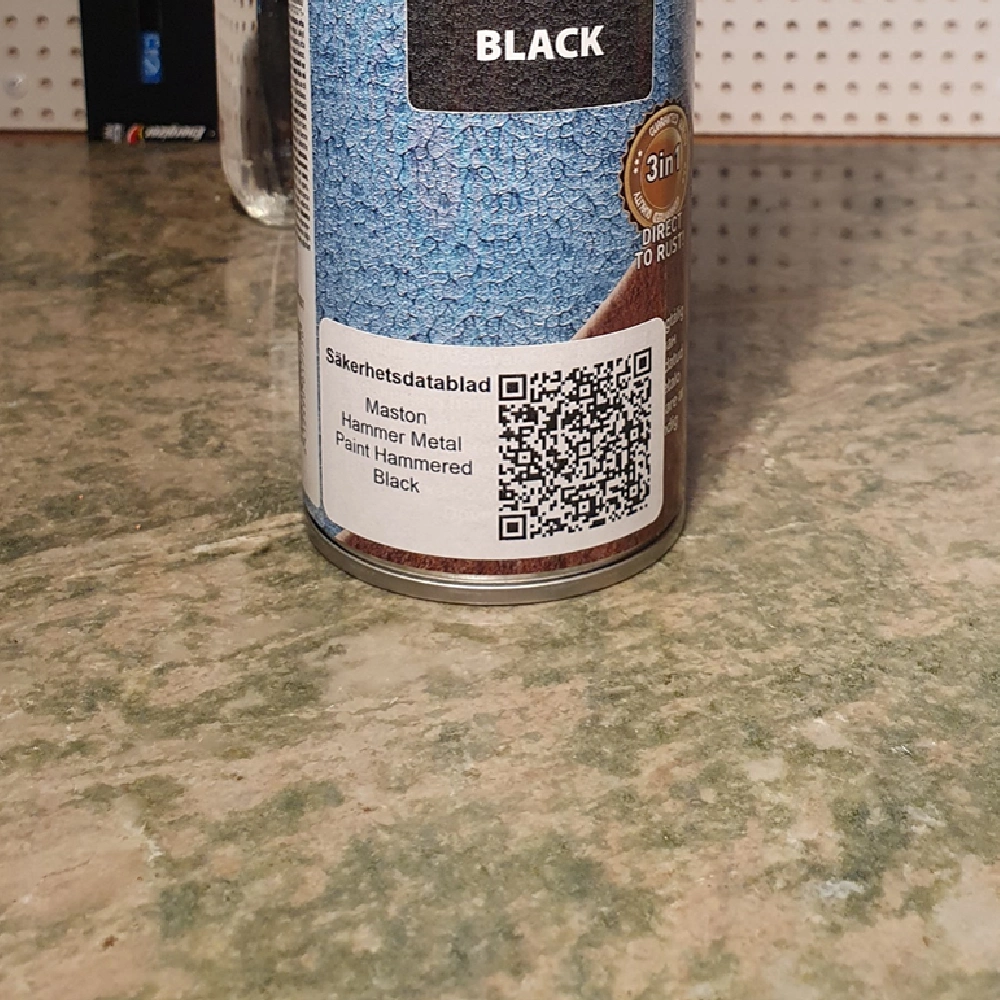 BLACK
3in1
DIRECT
TO RUST
Säkerhetsdatablad
Maston
Hammer Metal
Paint Hammered
Black